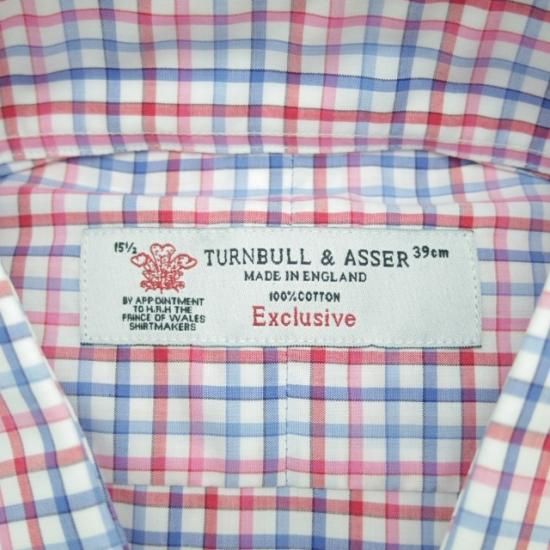 15½ TURNBULL & ASSER 39cm
MADE IN ENGLAND
100%COTTON
Exclusive
BY APPOINTMENT
TO H.R.H THE
PRINCE OF WALES
SHIRTMAKERS